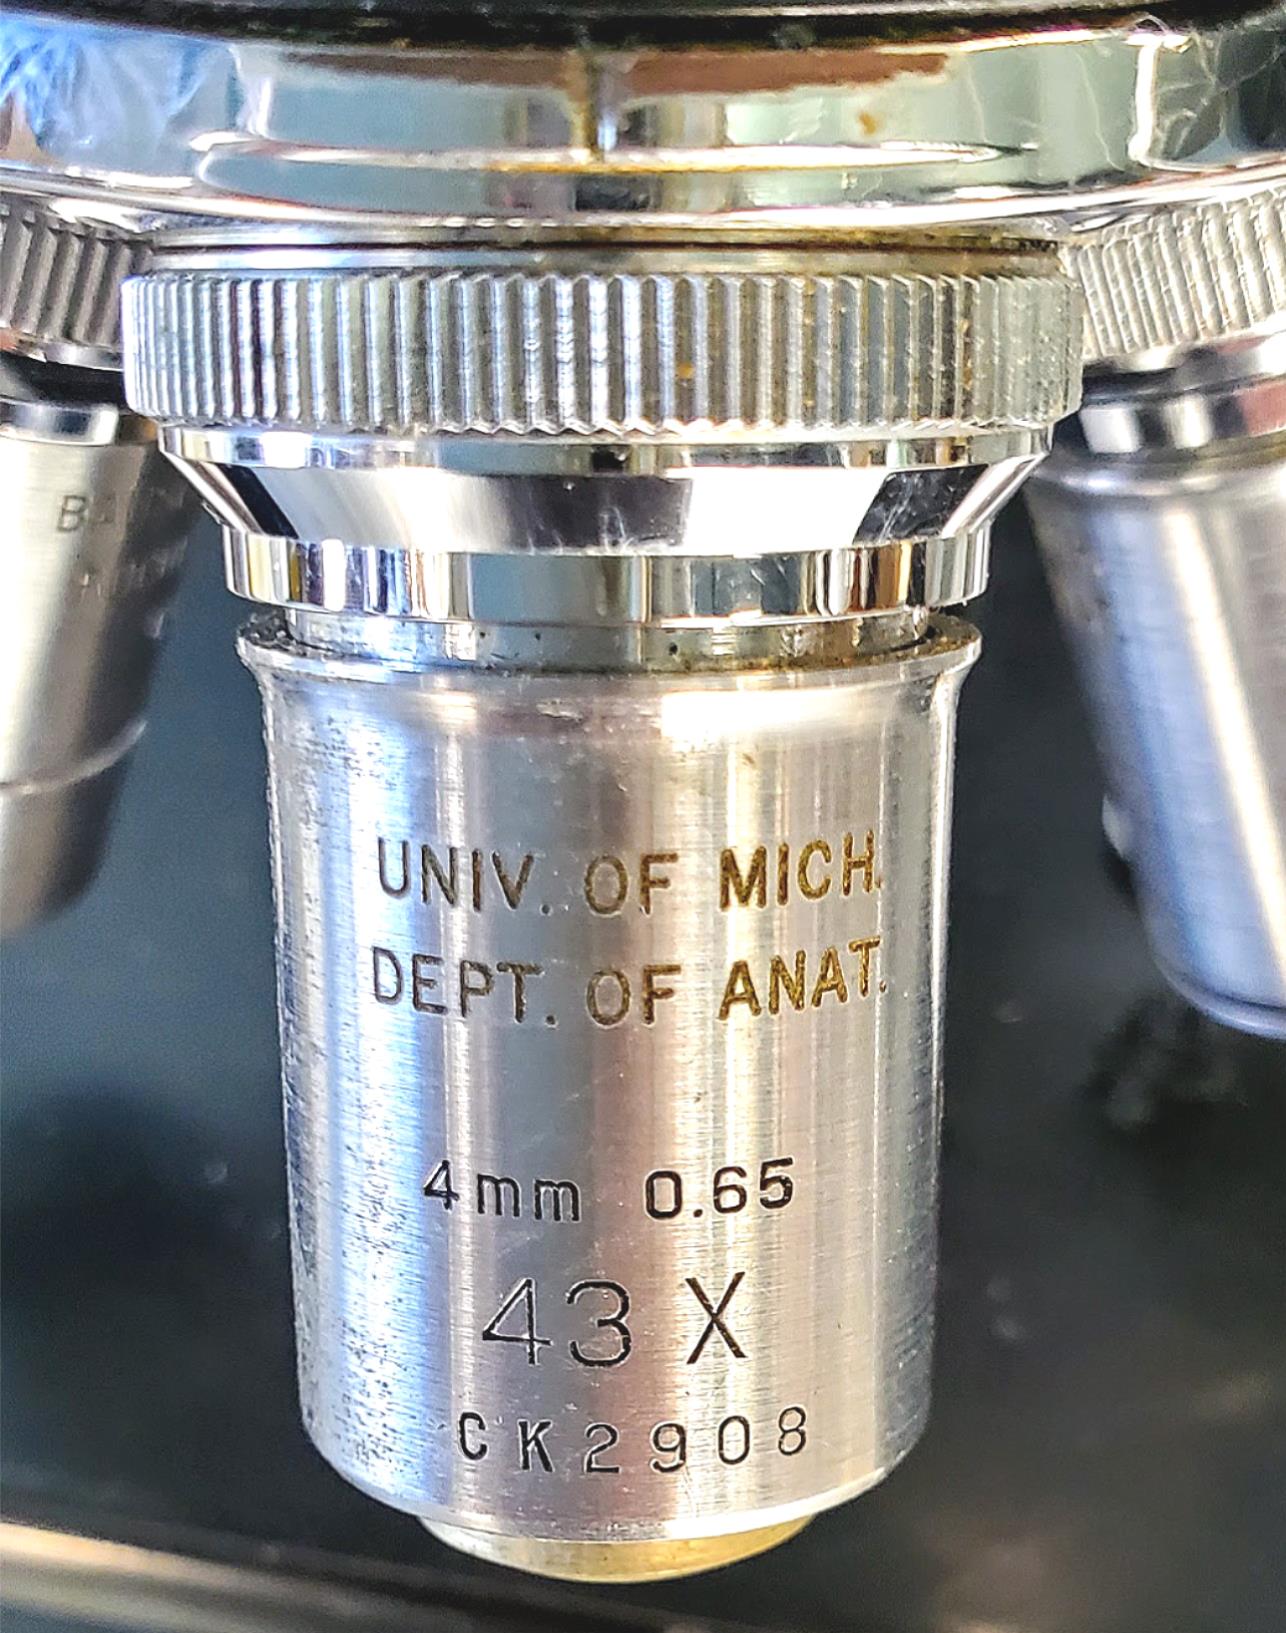 UNIV. OF MICH.
DEPT. OF ANAT.
4mm 0.65
43 X
CK2908